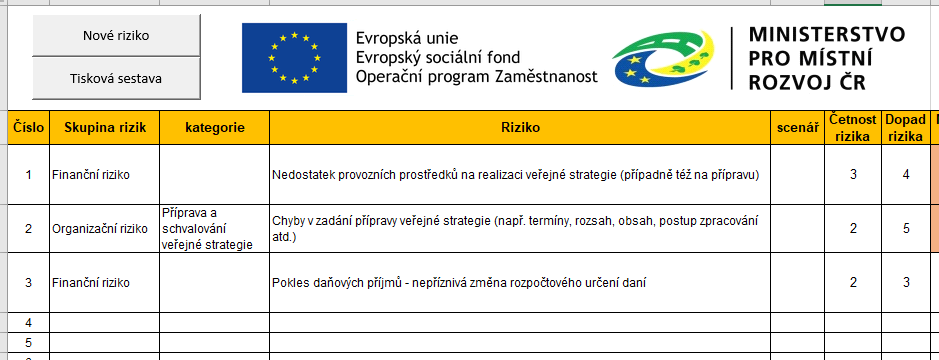 Nové riziko
Tisková sestava
Evropská unie
Evropský sociální fond
Operační program Zaměstnanost
MINISTERSTVO
PRO MÍSTNÍ
ROZVOJ ČR
Číslo Skupina rizik kategorie Riziko scenář Četnost rizika Dopad rizika
1 Finanční riziko Nedostatek provozních prostředků na realizaci veřejné strategie (případně též na přípravu) 3 4
2 Organizační riziko Příprava a schvalování veřejné strategie Chyby v zadání přípravy veřejné strategie (např. termíny, rozsah, obsah, postup zpracování atd.) 2 5
3 Finanční riziko Pokles daňových příjmů - nepříznivá změna rozpočtového určení daní 2 3
4
5